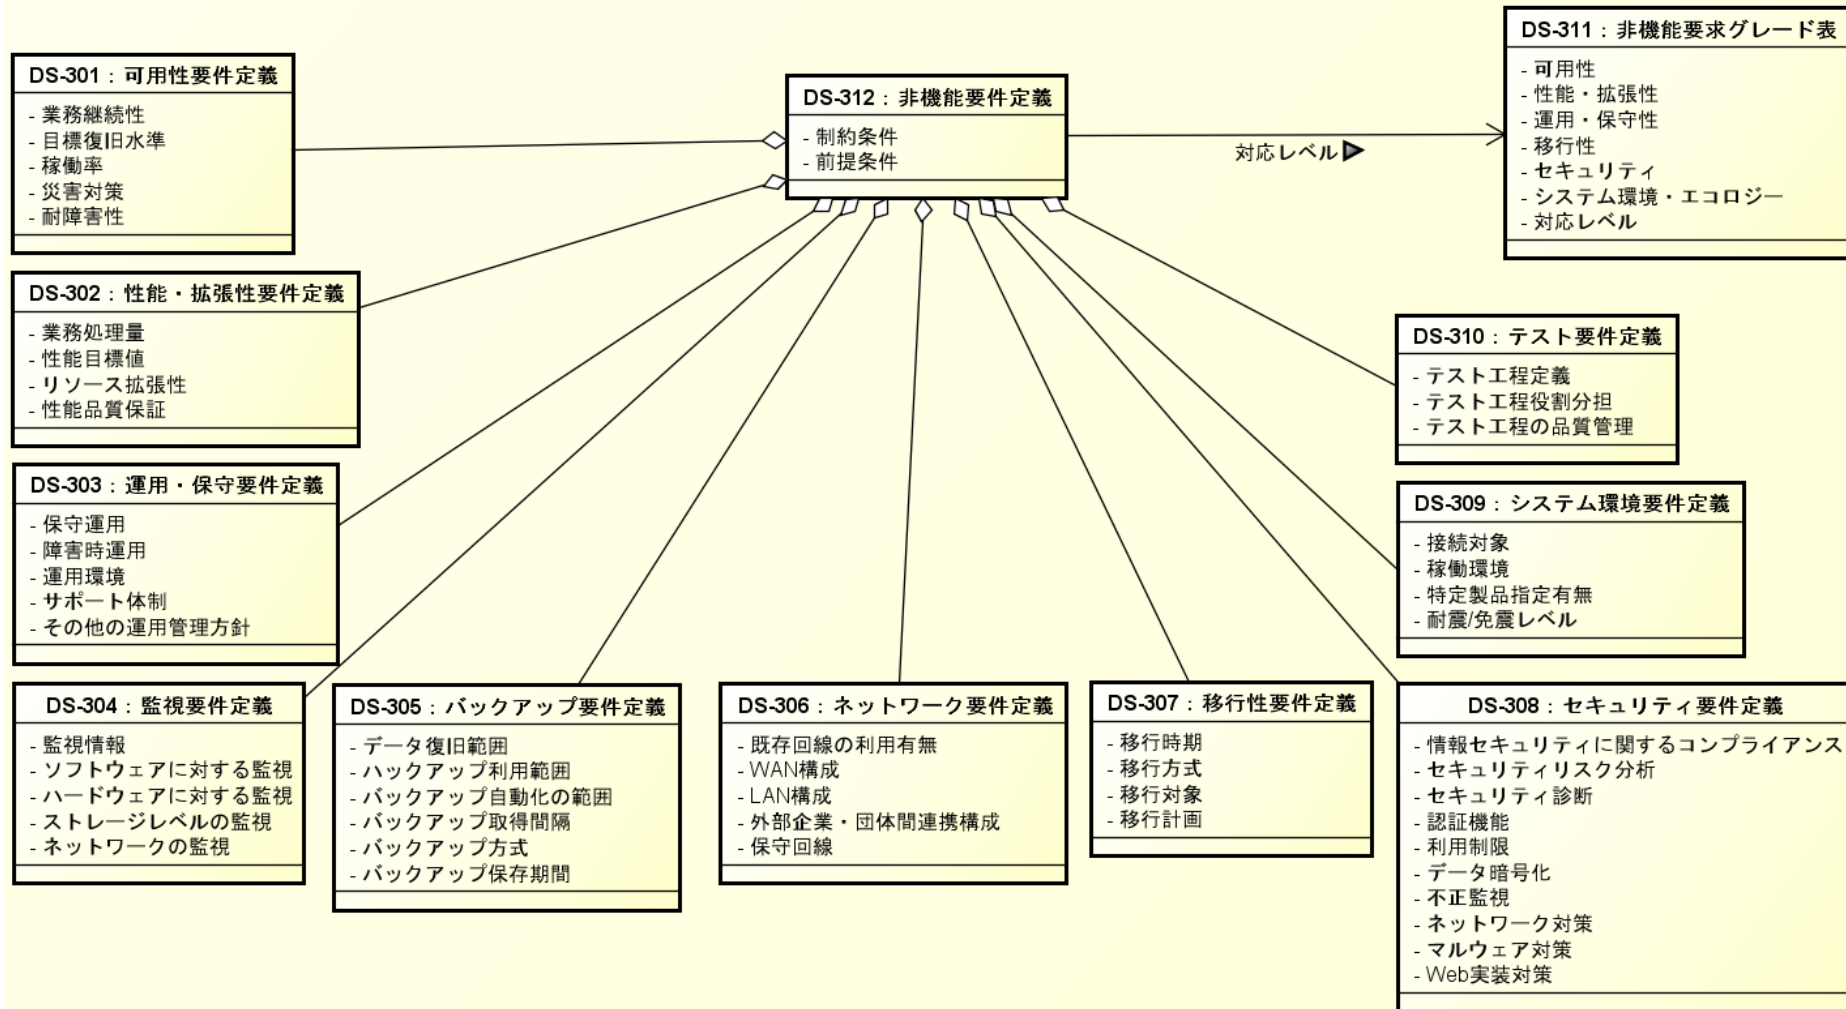 DS-301 : 可用性要件定義
- 業務継続性
- 目標復旧水準
- 稼働率
- 災害対策
- 耐障害性
DS-312 : 非機能要件定義
- 制約条件
- 前提条件
対応レベル
DS-311 : 非機能要求グレード表
- 可用性
- 性能・拡張性
- 運用・保守性
- 移行性
- セキュリティ
- システム環境・エコロジー
- 対応レベル
DS-302 : 性能・拡張性要件定義
- 業務処理量
- 性能目標値
- リソース拡張性
- 性能品質保証
DS-310 : テスト要件定義
- テスト工程定義
- テスト工程役割分担
- テスト工程の品質管理
DS-303 : 運用・保守要件定義
- 保守運用
- 障害時運用
- 運用環境
- サポート体制
- その他の運用管理方針
DS-309 : システム環境要件定義
- 接続対象
- 稼働環境
- 特定製品指定有無
- 耐震/免震レベル
DS-304 : 監視要件定義
- 監視情報
- ソフトウェアに対する監視
- ハードウェアに対する監視
- ストレージレベルの監視
- ネットワークの監視
DS-305 : バックアップ要件定義
- データ復旧範囲
- ハックアップ利用範囲
- バックアップ自動化の範囲
- バックアップ取得間隔
- バックアップ方式
- バックアップ保存期間
DS-306 : ネットワーク要件定義
- 既存回線の利用有無
- WAN構成
- LAN構成
- 外部企業・団体間連携構成
- 保守回線
DS-307 : 移行性要件定義
- 移行時期
- 移行方式
- 移行対象
- 移行計画
DS-308 : セキュリティ要件定義
- 情報セキュリティに関するコンプライアンス
- セキュリティリスク分析
- セキュリティ診断
- 認証機能
- 利用制限
- データ暗号化
- 不正監視
- ネットワーク対策
- マルウェア対策
- Web実装対策